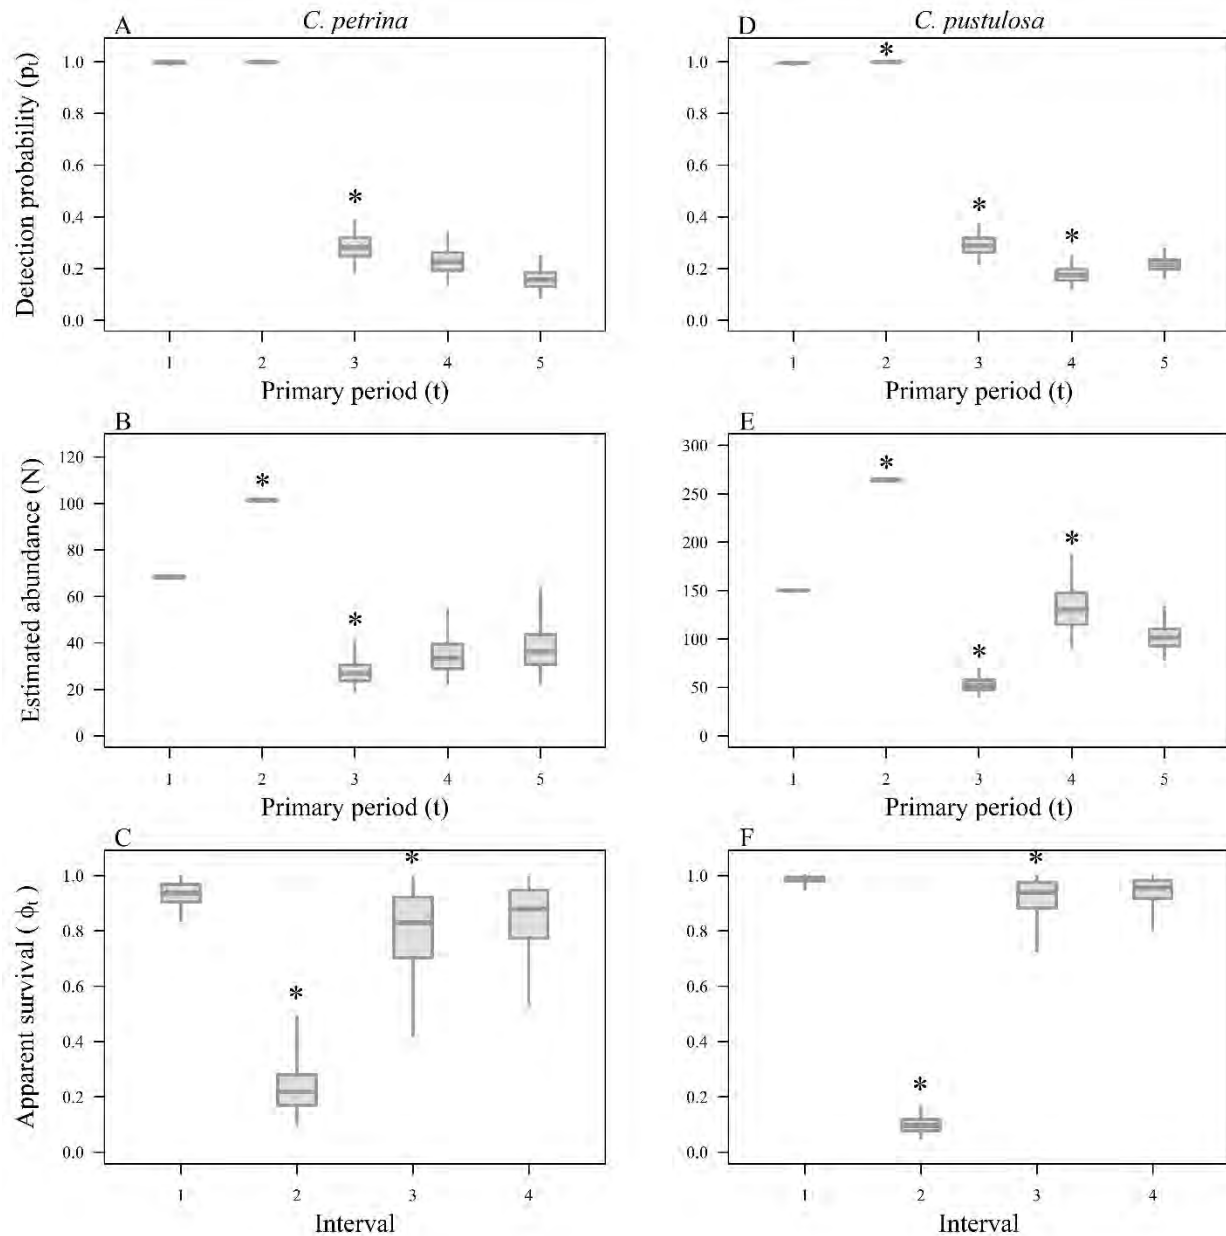 A
C. petrina
Detection probability (pₜ)
1.0
0.8
0.6
0.4
0.2
0.0
*
1 2 3 4 5
Primary period (t)
D
C. pustulosa
1.0
0.8
0.6
0.4
0.2
0.0
*
*
*
1 2 3 4 5
Primary period (t)
B
Estimated abundance (N)
120
100
80
60
40
20
0
*
*
1 2 3 4 5
Primary period (t)
E
300
250
200
150
100
50
0
*
*
*
1 2 3 4 5
Primary period (t)
C
Apparent survival ( ϕₜ)
1.0
0.8
0.6
0.4
0.2
0.0
*
*
1 2 3 4
Interval
F
1.0
0.8
0.6
0.4
0.2
0.0
*
*
1 2 3 4
Interval